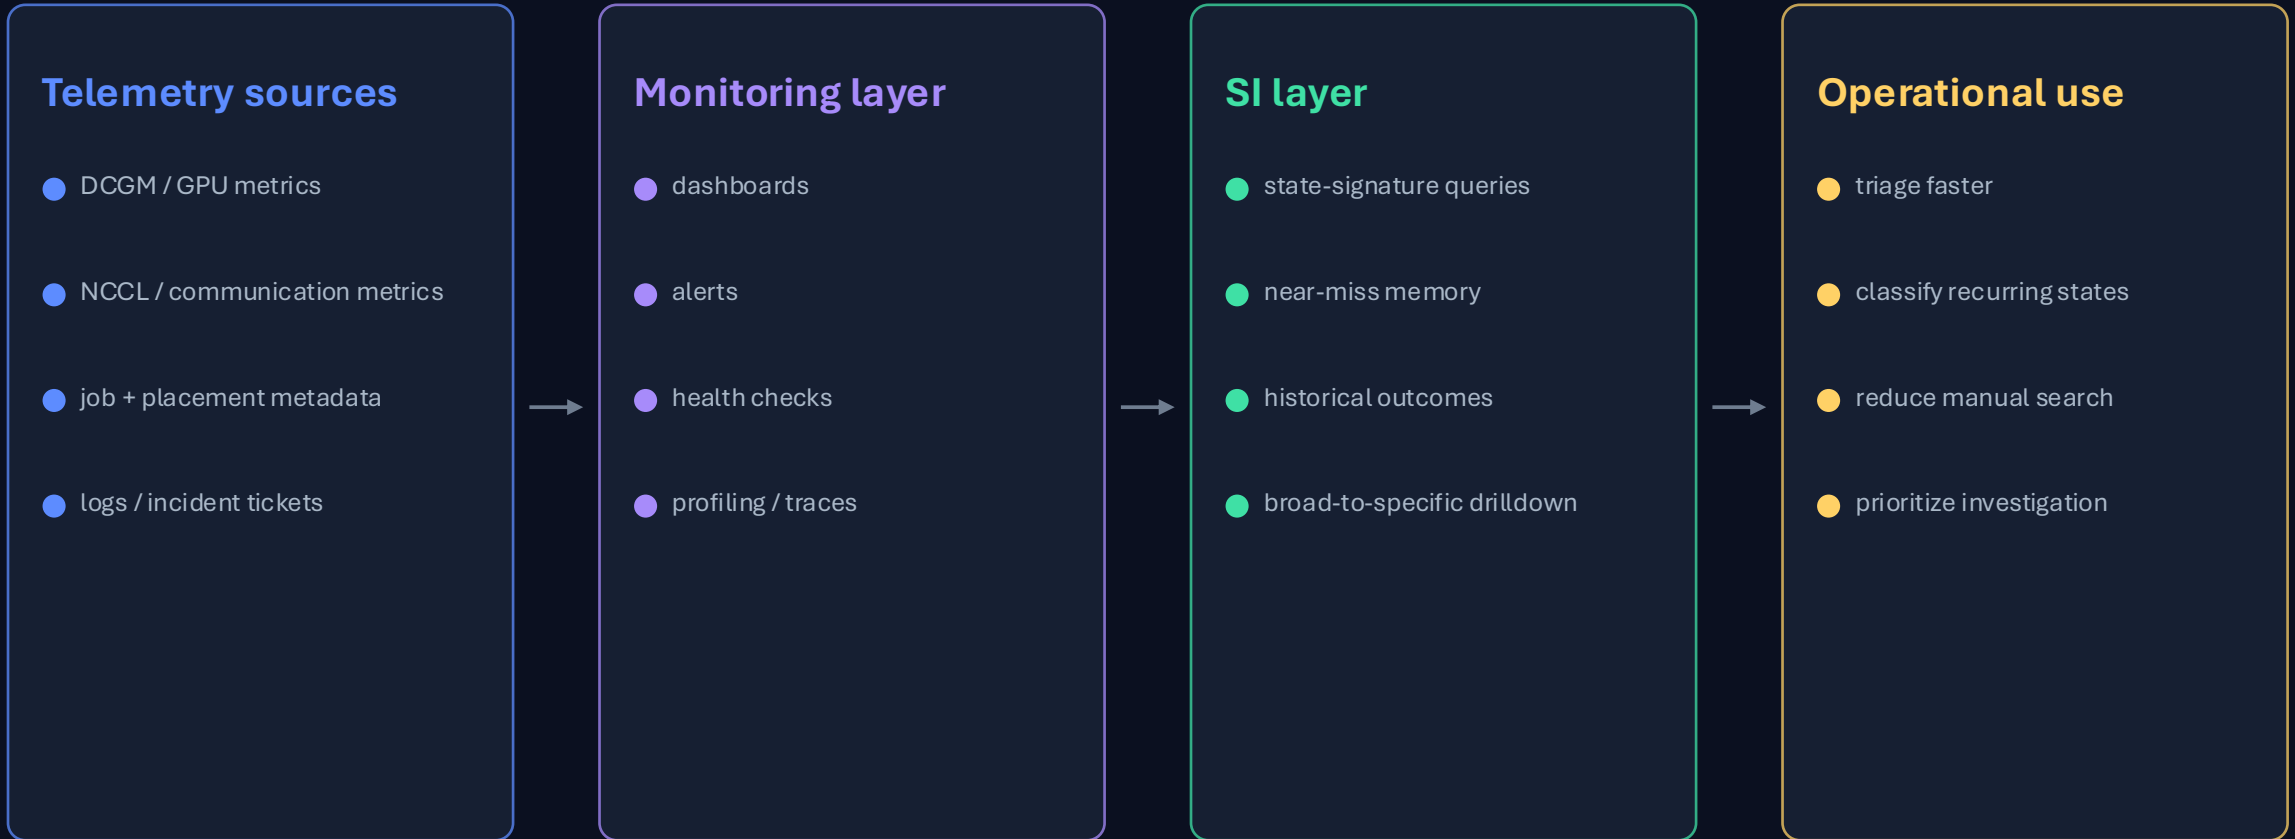 Telemetry sources
DCGM / GPU metrics
NCCL / communication metrics
job + placement metadata
logs / incident tickets
Monitoring layer
dashboards
alerts
health checks
profiling / traces
SI layer
state-signature queries
near-miss memory
historical outcomes
broad-to-specific drilldown
Operational use
triage faster
classify recurring states
reduce manual search
prioritize investigation